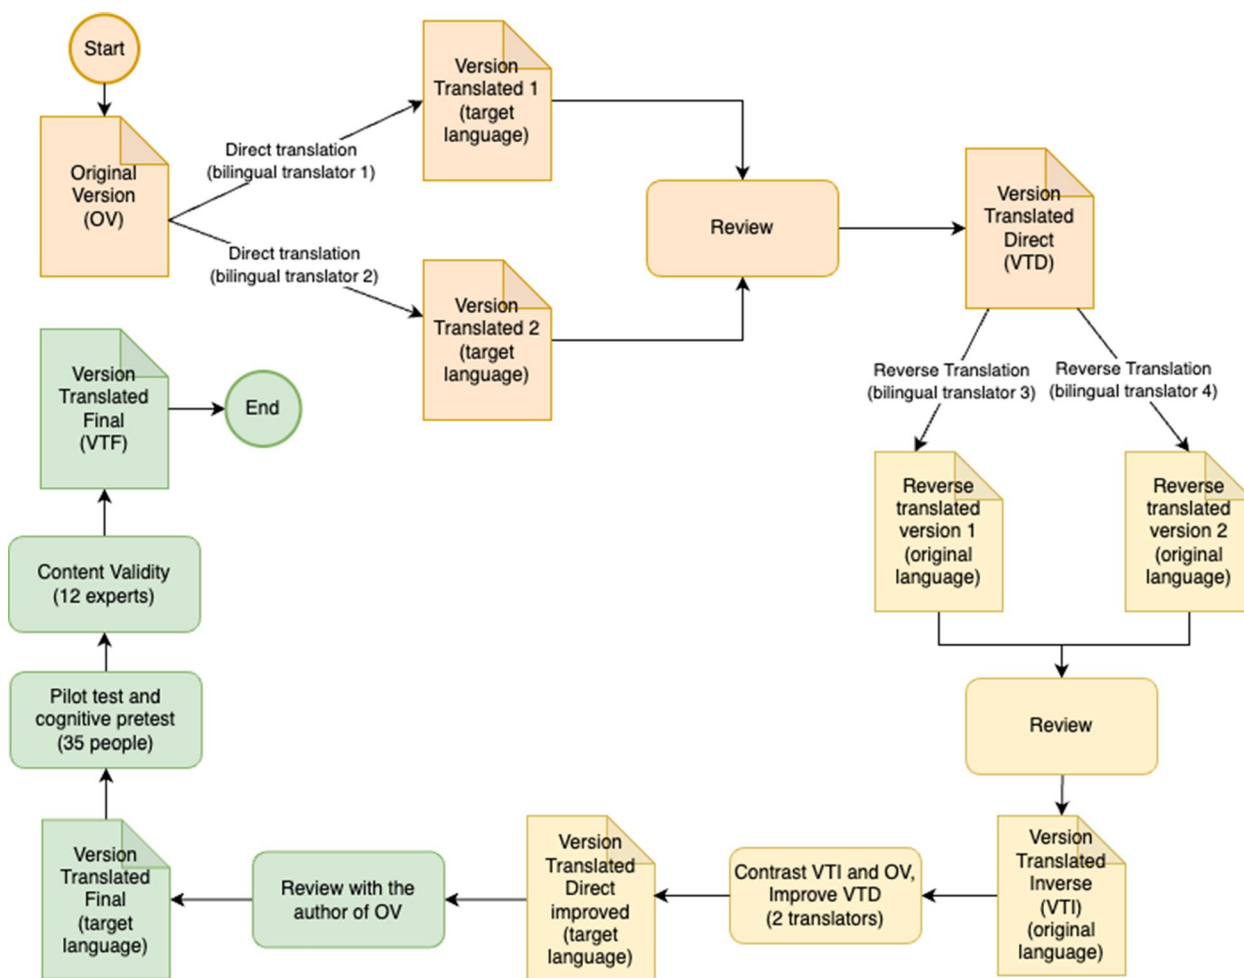 Start
Original
Version
(OV)
Direct translation
(bilingual translator 1)
Direct translation
(bilingual translator 2)
Version
Translated 1
(target
language)
Version
Translated 2
(target
language)
Review
Version
Translated
Direct
(VTD)
Reverse Translation
(bilingual translator 3)
Reverse Translation
(bilingual translator 4)
Reverse
translated
version 1
(original
language)
Reverse
translated
version 2
(original
language)
Review
Version
Translated
Inverse
(VTI)
(original
language)
Contrast VTI and OV,
Improve VTD
(2 translators)
Version
Translated
Direct
improved
(target
language)
Review with the
author of OV
Version
Translated
Final
(target
language)
Pilot test and
cognitive pretest
(35 people)
Content Validity
(12 experts)
Version
Translated
Final
(VTF)
End